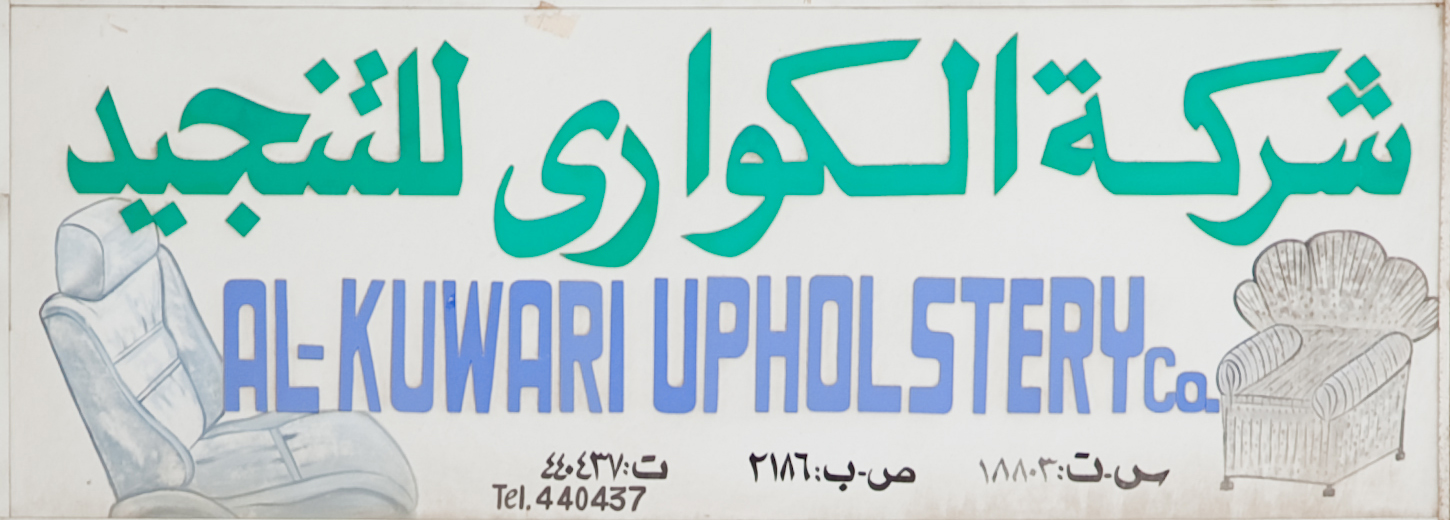 شركة الكوارى للتنجيد
AL-KUWARI UPHOLSTERY Co.
س-ت:١٨٨٠٣ ص-ب:٢١٨٦ ت:٤٤٠٤٣٧
Tel. 440437